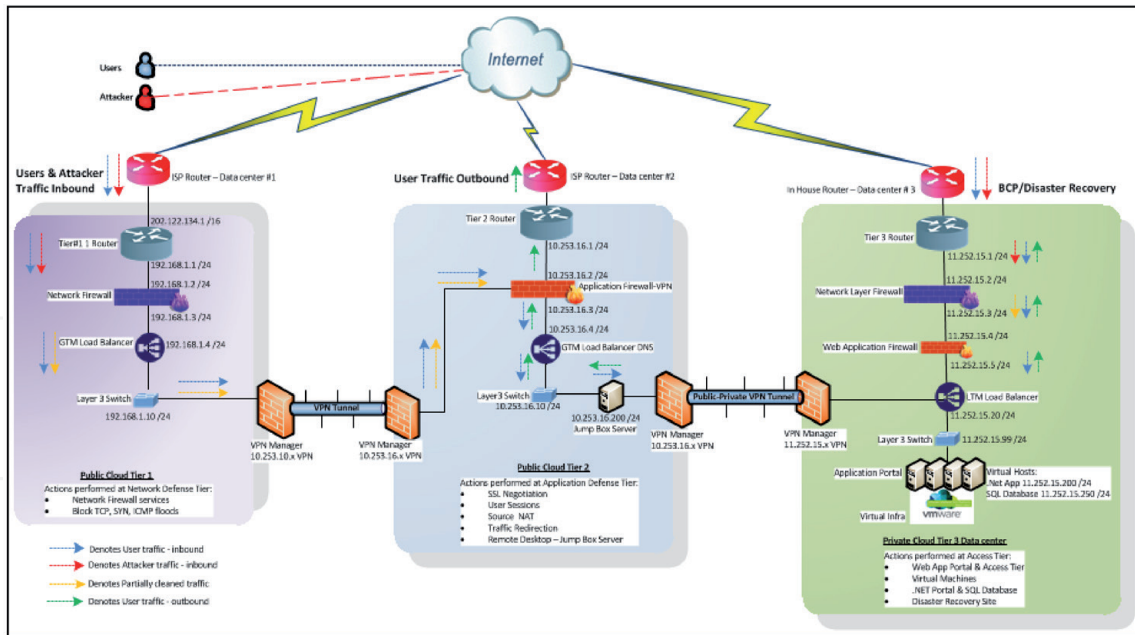 Internet
Users
Attacker
Users & Attacker
Traffic Inbound
ISP Router – Data center #1
User Traffic Outbound
ISP Router – Data center #2
In House Router – Data center # 3
BCP/Disaster Recovery
202.122.134.1 /16
Tier#1 1 Router
192.168.1.1 /24
192.168.1.2 /24
Network Firewall
192.168.1.3 /24
GTM Load Balancer
192.168.1.4 /24
Layer 3 Switch
192.168.1.10 /24
VPN Manager
10.253.10.x VPN
VPN Tunnel
VPN Manager
10.253.16.x VPN
Public Cloud Tier 1
Actions performed at Network Defense Tier:
• Network Firewall services
• Block TCP, SYN, ICMP floods
Tier 2 Router
10.253.16.1 /24
10.253.16.2 /24
Application Firewall-VPN
10.253.16.3 /24
10.253.16.4 /24
GTM Load Balancer DNS
Layer3 Switch
10.253.16.10 /24
10.253.16.200 /24
Jump Box Server
VPN Manager
10.253.16.x VPN
Public-Private VPN Tunnel
VPN Manager
11.252.15.x VPN
Public Cloud Tier 2
Actions performed at Application Defense Tier:
• SSL Negotiation
• User Sessions
• Source NAT
• Traffic Redirection
• Remote Desktop – Jump Box Server
Tier 3 Router
11.252.15.1 /24
11.252.15.2 /24
Network Layer Firewall
11.252.15.3 /24
11.252.15.4 /24
Web Application Firewall
11.252.15.5 /24
LTM Load Balancer
11.252.15.20 /24
Layer 3 Switch
11.252.15.99 /24
Application Portal
Virtual Hosts:
.Net App 11.252.15.200 /24
SQL Database 11.252.15.250 /24
Virtual Infra
vmware
Private Cloud Tier 3 Data center
Actions performed at Access Tier:
• Web App Portal & Access Tier
• Virtual Machines
• .NET Portal & SQL Database
• Disaster Recovery Site
Denotes User traffic - inbound
Denotes Attacker traffic - inbound
Denotes Partially cleaned traffic
Denotes User traffic - outbound